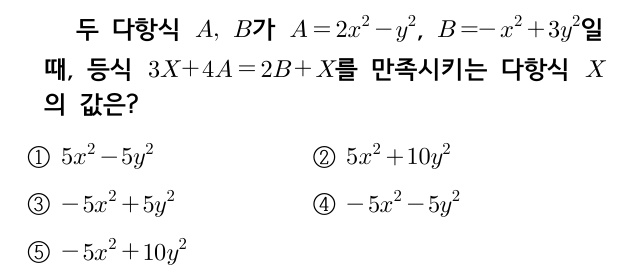 두 다항식 A, B가 A=2x²−y², B=−x²+3y²일
때, 등식 3X+4A=2B+X를 만족시키는 다항식 X
의 값은?
① 5x²−5y² ② 5x²+10y²
③ −5x²+5y² ④ −5x²−5y²
⑤ −5x²+10y²